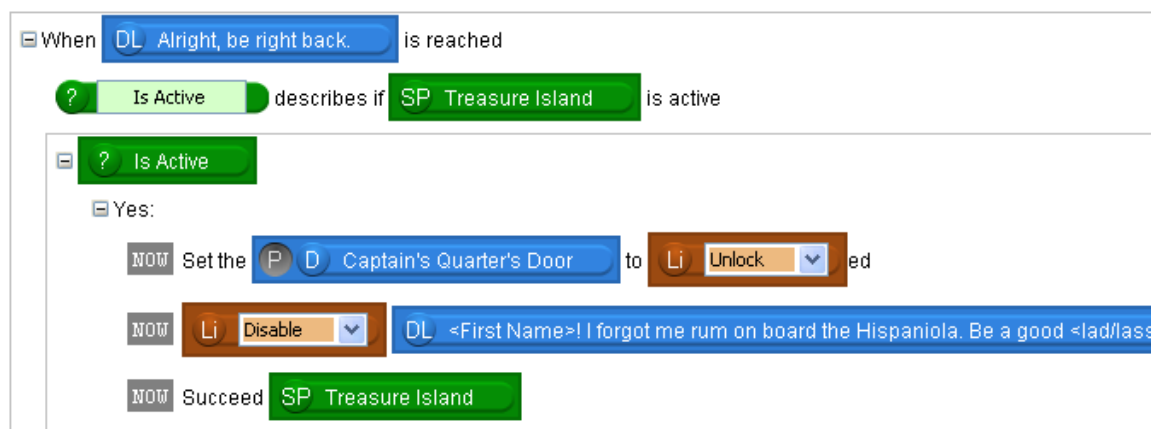 When DL Alright, be right back. is reached
? Is Active describes if SP Treasure Island is active
? Is Active
Yes:
NOW Set the P D Captain's Quarter's Door to Li Unlock ed
NOW Li Disable DL <First Name>! I forgot me rum on board the Hispaniola. Be a good <lad/lass
NOW Succeed SP Treasure Island